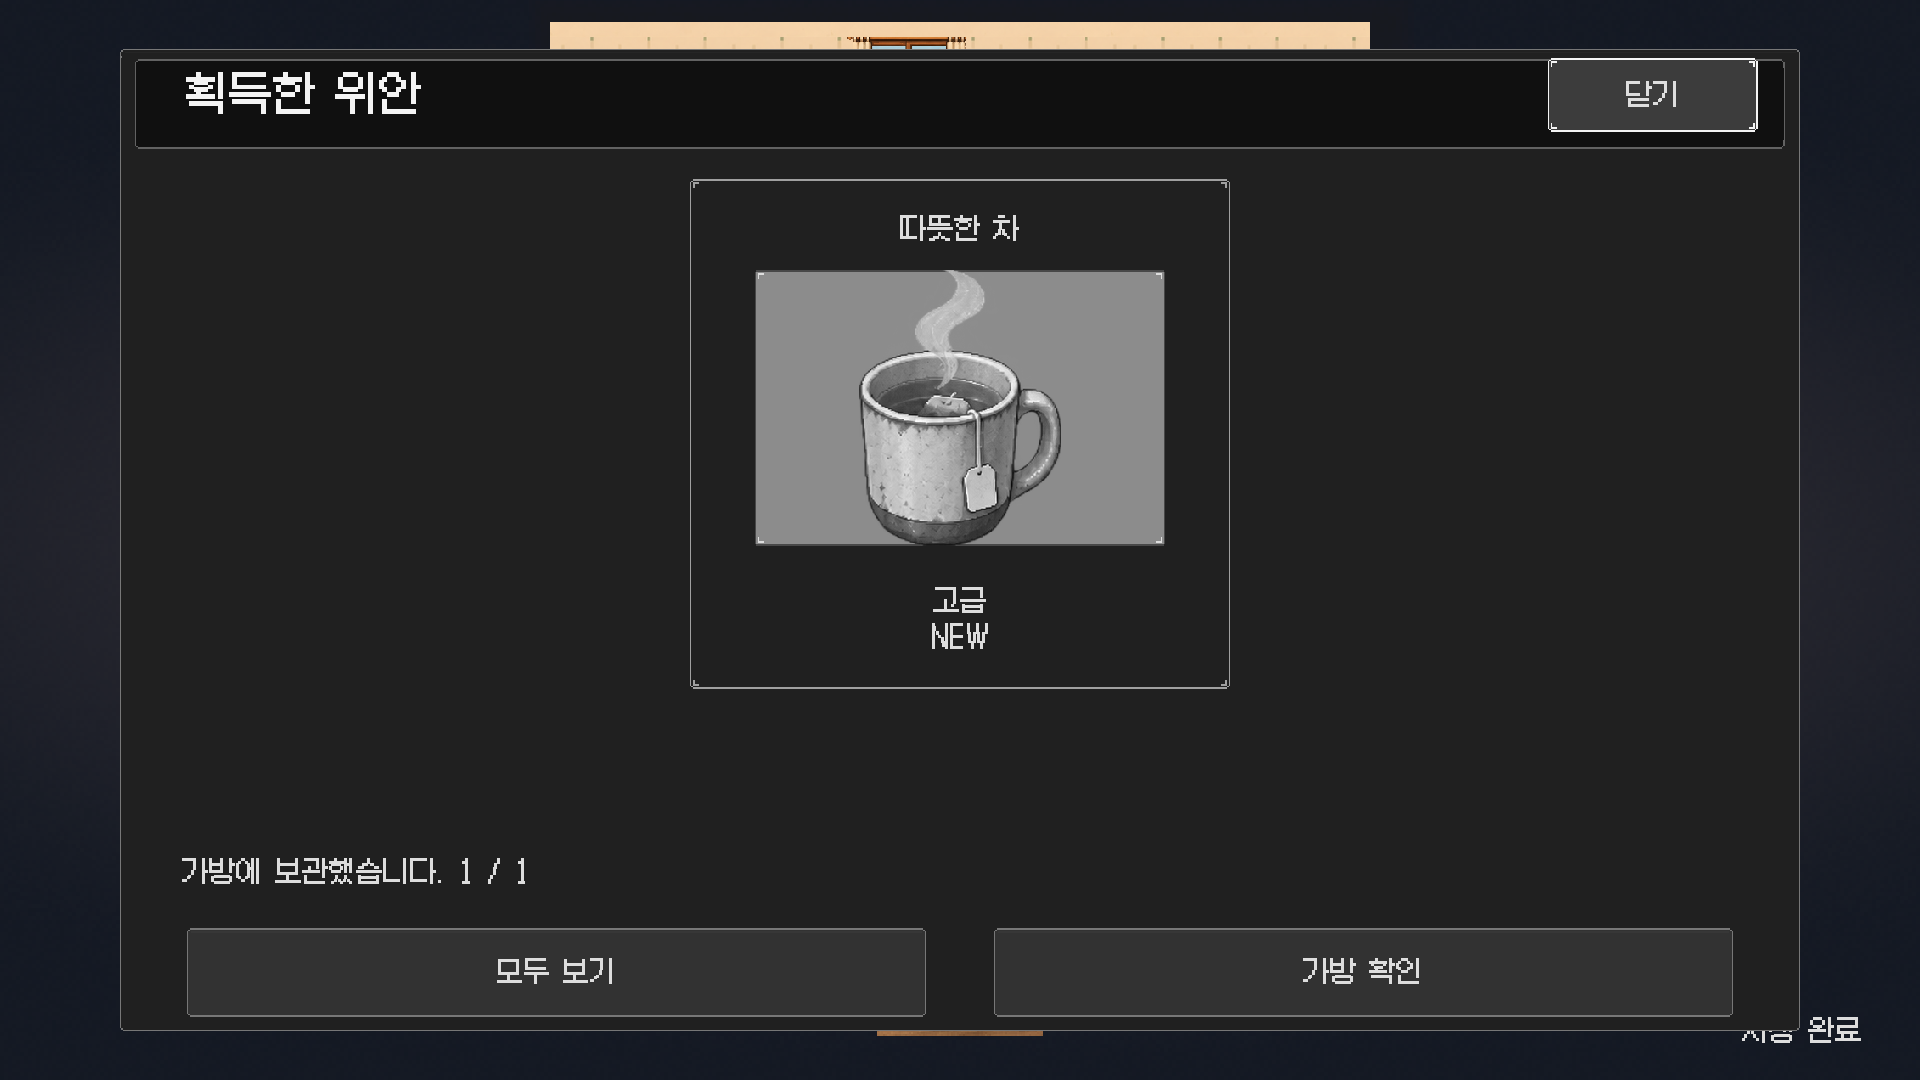 획득한 위안
닫기
따뜻한 차
고급
NEW
가방에 보관했습니다. 1 / 1
모두 보기
가방 확인
완료